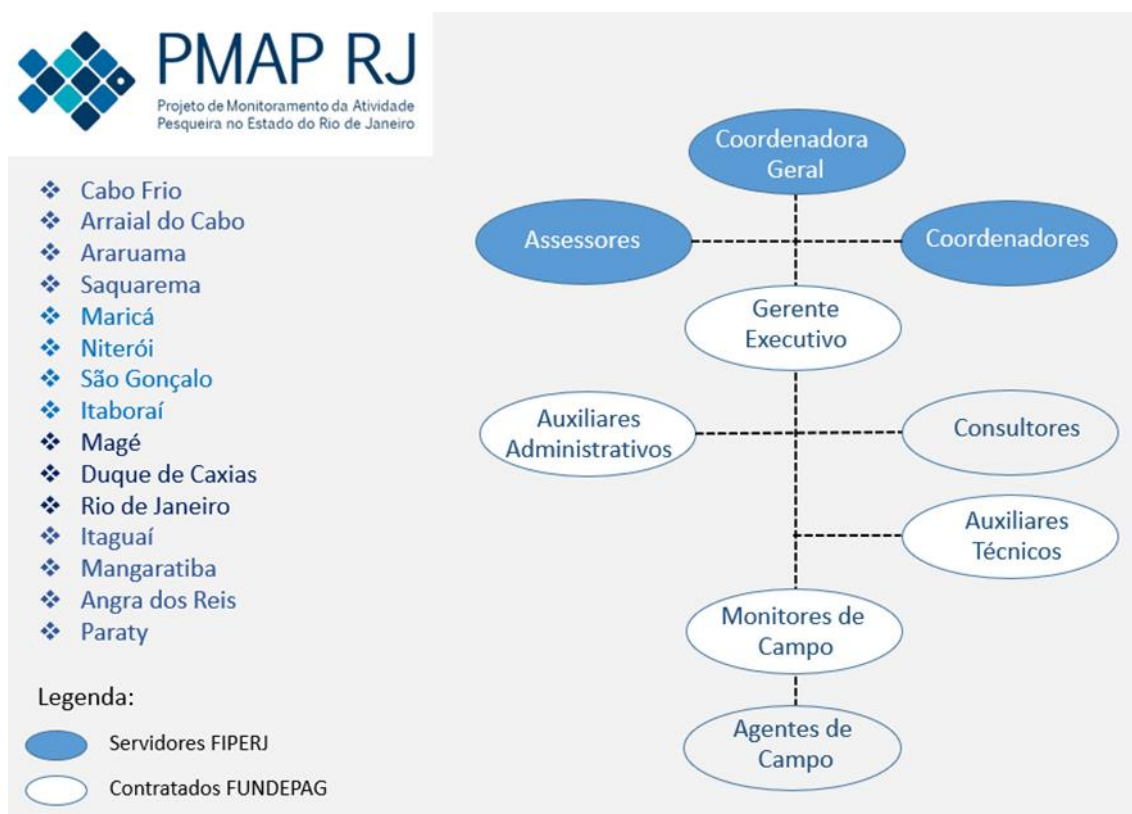 PMAP RJ
Projeto de Monitoramento da Atividade
Pesqueira no Estado do Rio de Janeiro
Cabo Frio
Arraial do Cabo
Araruama
Saquarema
Maricá
Niterói
São Gonçalo
Itaboraí
Magé
Duque de Caxias
Rio de Janeiro
Itaguaí
Mangaratiba
Angra dos Reis
Paraty
Legenda:
Servidores FIPERJ
Contratados FUNDEPAG
Coordenadora
Geral
Assessores
Coordenadores
Gerente
Executivo
Auxiliares
Administrativos
Consultores
Auxiliares
Técnicos
Monitores de
Campo
Agentes de
Campo